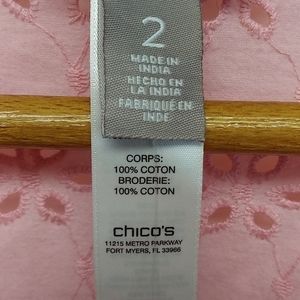 2
MADE IN
INDIA
HECHO EN
LA INDIA
FABRIQUÉ EN
INDE
CORPS:
100% COTON
BRODERIE:
100% COTON
chico's
11215 METRO PARKWAY
FORT MYERS, FL 33966